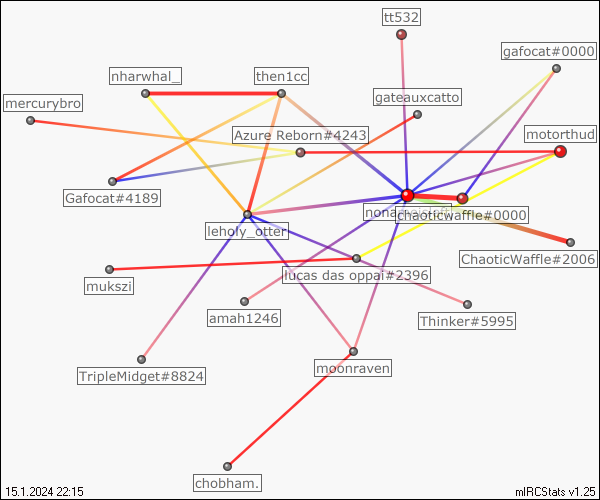 tt532
gafocat#0000
nharwhal_
then1cc
mercurybro
gateauxcatto
Azure Reborn#4243
motorthud
Gafocat#4189
chaoticwaffle#0000
leholy_otter
ChaoticWaffle#2006
lucas das oppai#2396
mukszi
amah1246
Thinker#5995
moonraven
TripleMidget#8824
chobham.
15.1.2024 22:15
mIRCStats v1.25